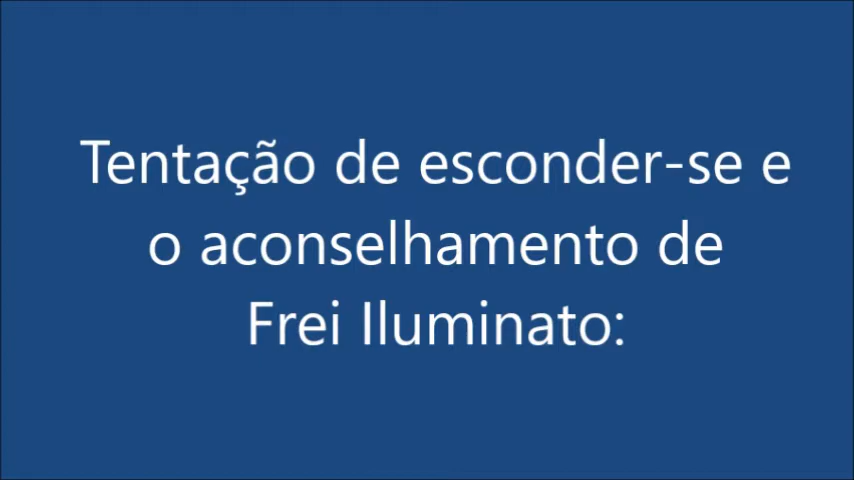 Tentação de esconder-se e
o aconselhamento de
Frei Iluminato: